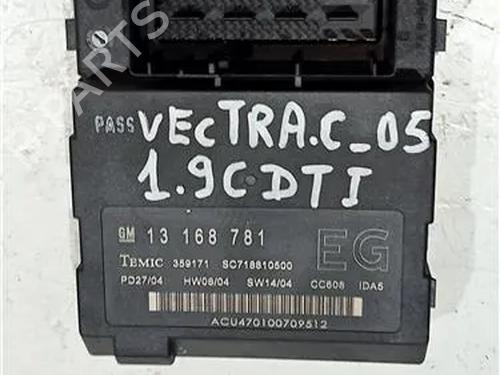 PASS VECTRA.C_05
1.9CDTI
GM 13 168 781 EG
TEMIC 359171 SC718810500
PD27/04 HW08/04 SW14/04 CC608 IDA5
ACU470100709512